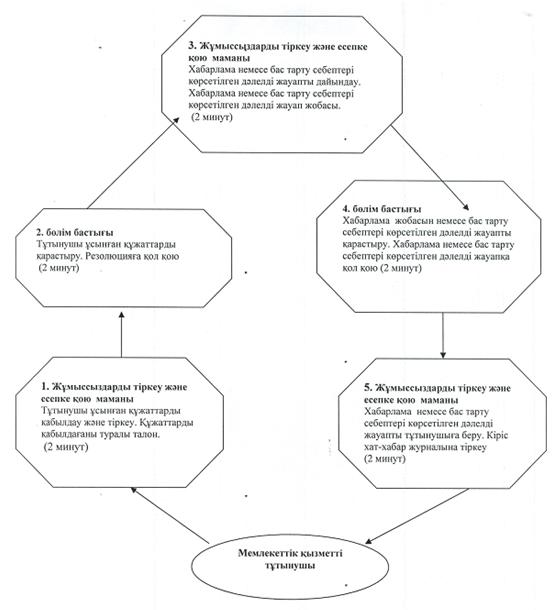 3. Жұмыссыздарды тіркеу және есепке
қою маманы
Хабарлама немесе бас тарту себептері
көрсетілген дәлелді жауапты дайындау.
Хабарлама немесе бас тарту себептері
көрсетілген дәлелді жауап жобасы.
(2 минут)
2. бөлім бастығы
Тұтынушы ұсынған құжаттарды
қарастыру. Резолюцияға қол қою
(2 минут)
4. бөлім бастығы
Хабарлама жобасын немесе бас тарту
себептері көрсетілген дәлелді жауапты
қарастыру. Хабарлама немесе бас тарту
себептері көрсетілген дәлелді жауапқа
қол қою (2 минут)
1. Жұмыссыздарды тіркеу және
есепке қою маманы
Тұтынушы ұсынған құжаттарды
қабылдау және тіркеу. Құжаттарды
қабылдағаны туралы талон.
(2 минут)
5. Жұмыссыздарды тіркеу және
есепке қою маманы
Хабарлама немесе бас тарту
себептері көрсетілген дәлелді
жауапты тұтынушыға беру. Кіріс
хат-хабар журналына тіркеу
(2 минут)
Мемлекеттік қызметті
тұтынушы